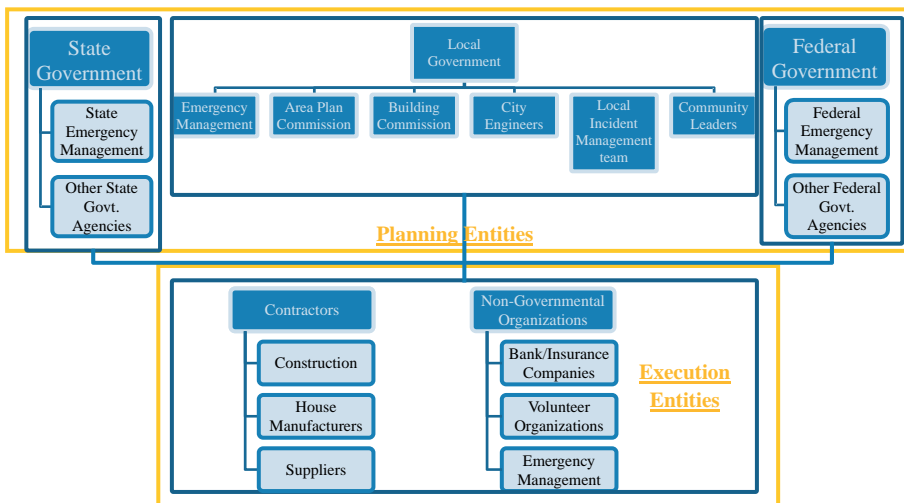 State
Government
State
Emergency
Management
Other State
Govt.
Agencies
Local
Government
Emergency
Management
Area Plan
Commission
Building
Commission
City
Engineers
Local
Incident
Management
team
Community
Leaders
Federal
Government
Federal
Emergency
Management
Other Federal
Govt.
Agencies
Planning Entities
Contractors
Construction
House
Manufacturers
Suppliers
Non-Governmental
Organizations
Bank/Insurance
Companies
Volunteer
Organizations
Emergency
Management
Execution
Entities